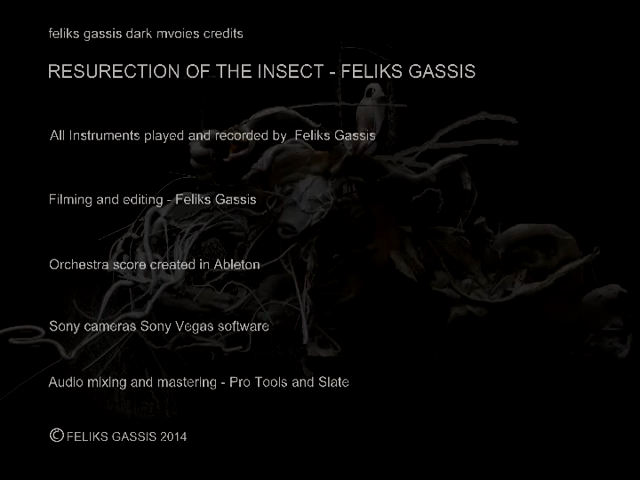 feliks gassis dark mvoies credits
RESURECTION OF THE INSECT - FELIKS GASSIS
All Instruments played and recorded by Feliks Gassis
Filming and editing - Feliks Gassis
Orchestra score created in Ableton
Sony cameras Sony Vegas software
Audio mixing and mastering - Pro Tools and Slate
© FELIKS GASSIS 2014